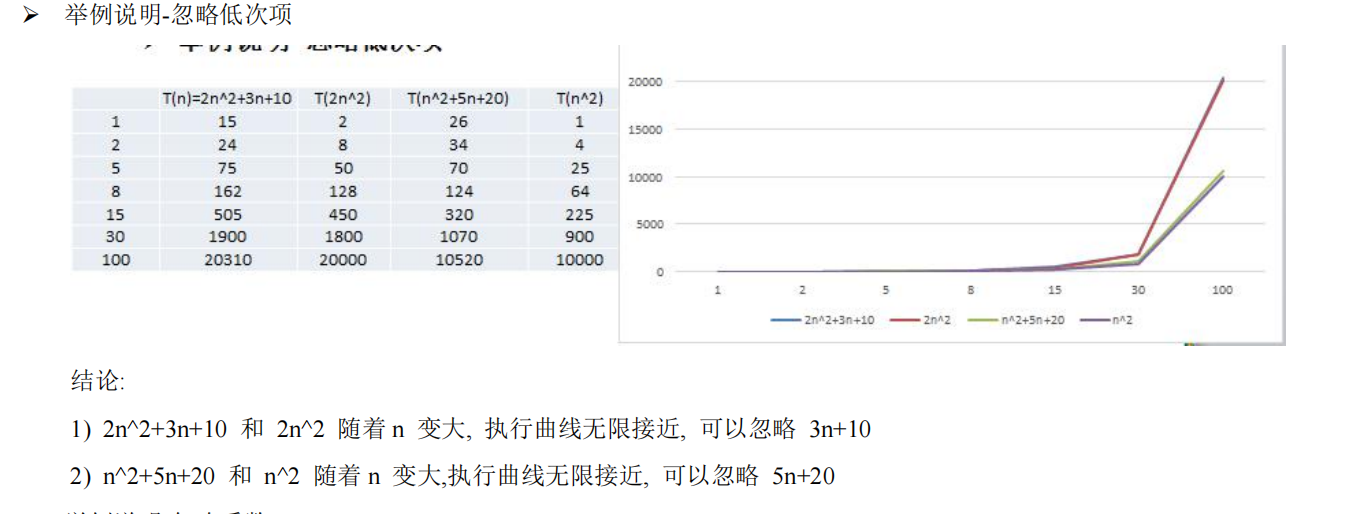 ➢ 举例说明-忽略低次项
T(n)=2n^2+3n+10 T(2n^2) T(n^2+5n+20) T(n^2)
1 15 2 26 1
2 24 8 34 4
5 75 50 70 25
8 162 128 124 64
15 505 450 320 225
30 1900 1800 1070 900
100 20310 20000 10520 10000
20000
15000
10000
5000
0
1 2 5 8 15 30 100
2n^2+3n+10 2n^2 n^2+5n+20 n^2
结论:
1) 2n^2+3n+10 和 2n^2 随着 n 变大, 执行曲线无限接近, 可以忽略 3n+10
2) n^2+5n+20 和 n^2 随着 n 变大,执行曲线无限接近, 可以忽略 5n+20